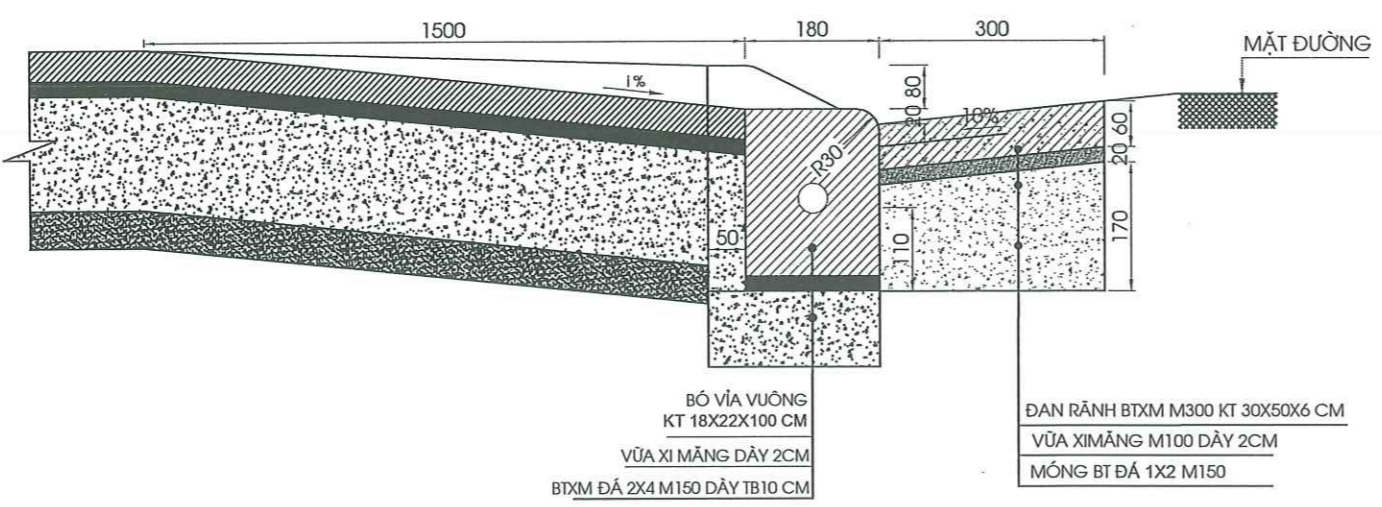 1500
180
300
MẶT ĐƯỜNG
i%
80
20
10%
60
20
170
R30
50
110
BÓ VỈA VUÔNG
KT 18X22X100 CM
VỮA XI MĂNG DÀY 2CM
BTXM ĐÁ 2X4 M150 DÀY TB10 CM
ĐAN RÃNH BTXM M300 KT 30X50X6 CM
VỮA XIMĂNG M100 DÀY 2CM
MÓNG BT ĐÁ 1X2 M150